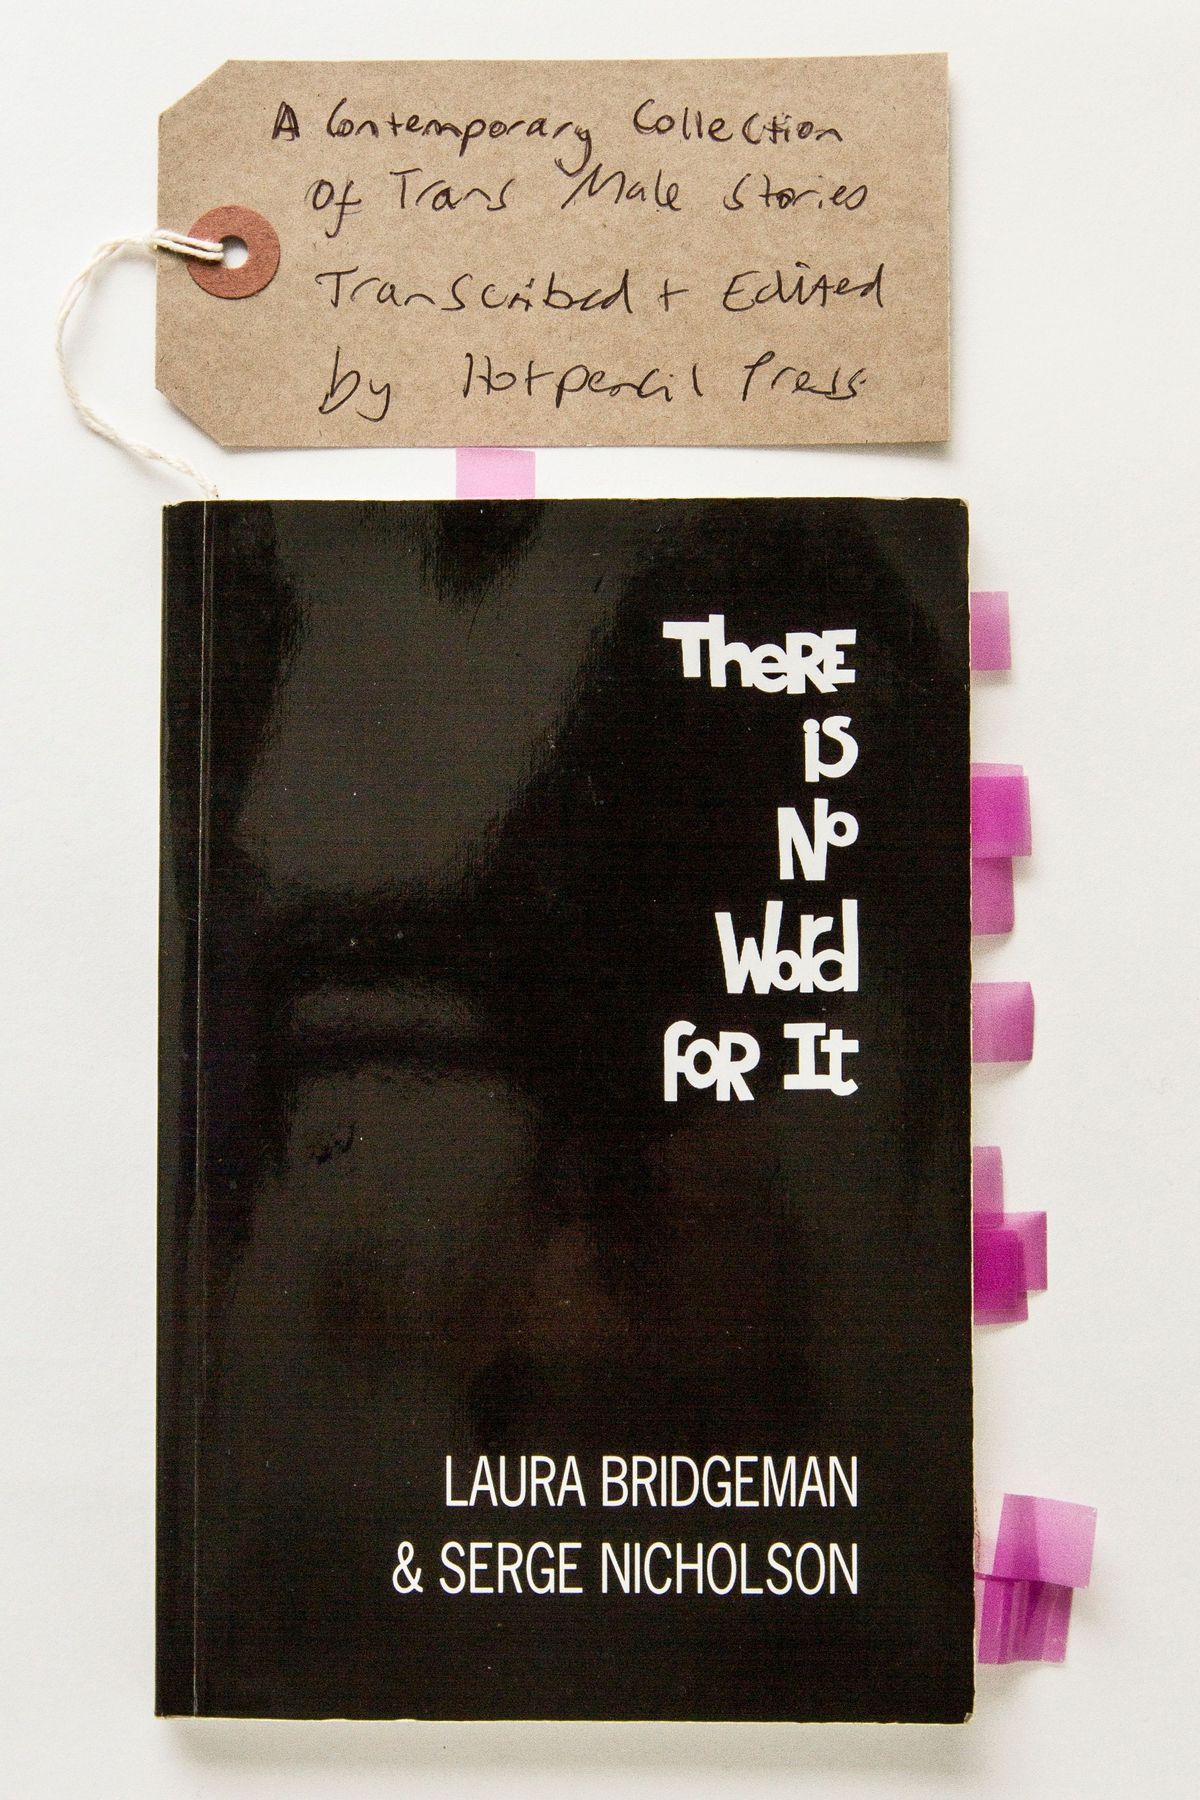 A Contemporary Collection
of Trans Male Stories
Transcribed + Edited
by Hotpencil Press
TheRE
is
No
Word
foR It
LAURA BRIDGEMAN
& SERGE NICHOLSON